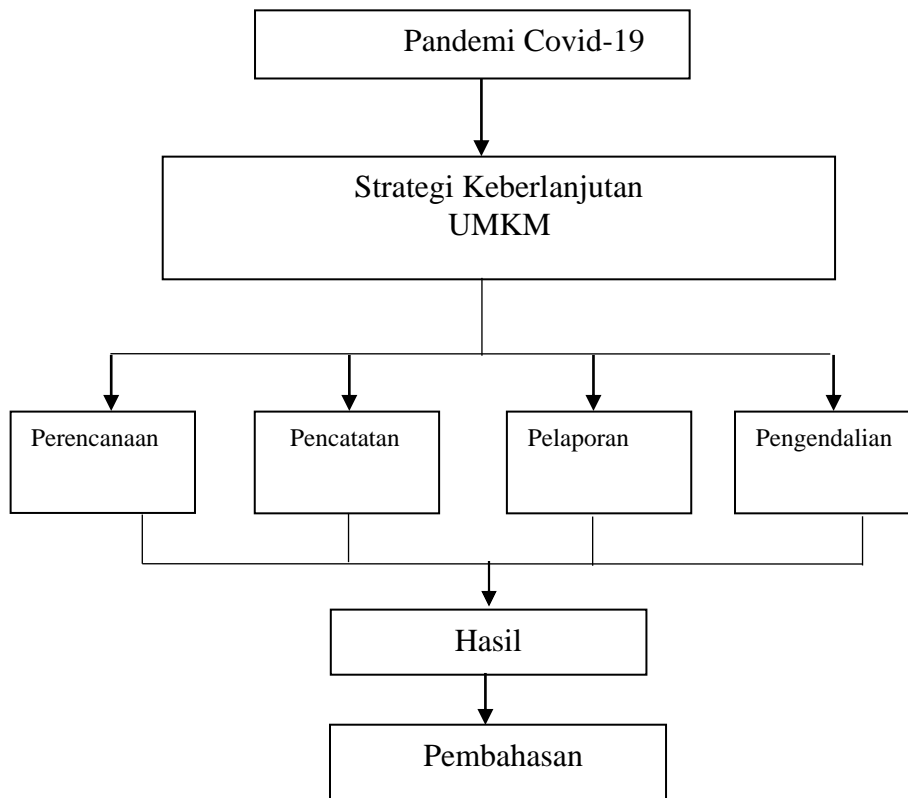 Pandemi Covid-19
Strategi Keberlanjutan
UMKM
Perencanaan
Pencatatan
Pelaporan
Pengendalian
Hasil
Pembahasan